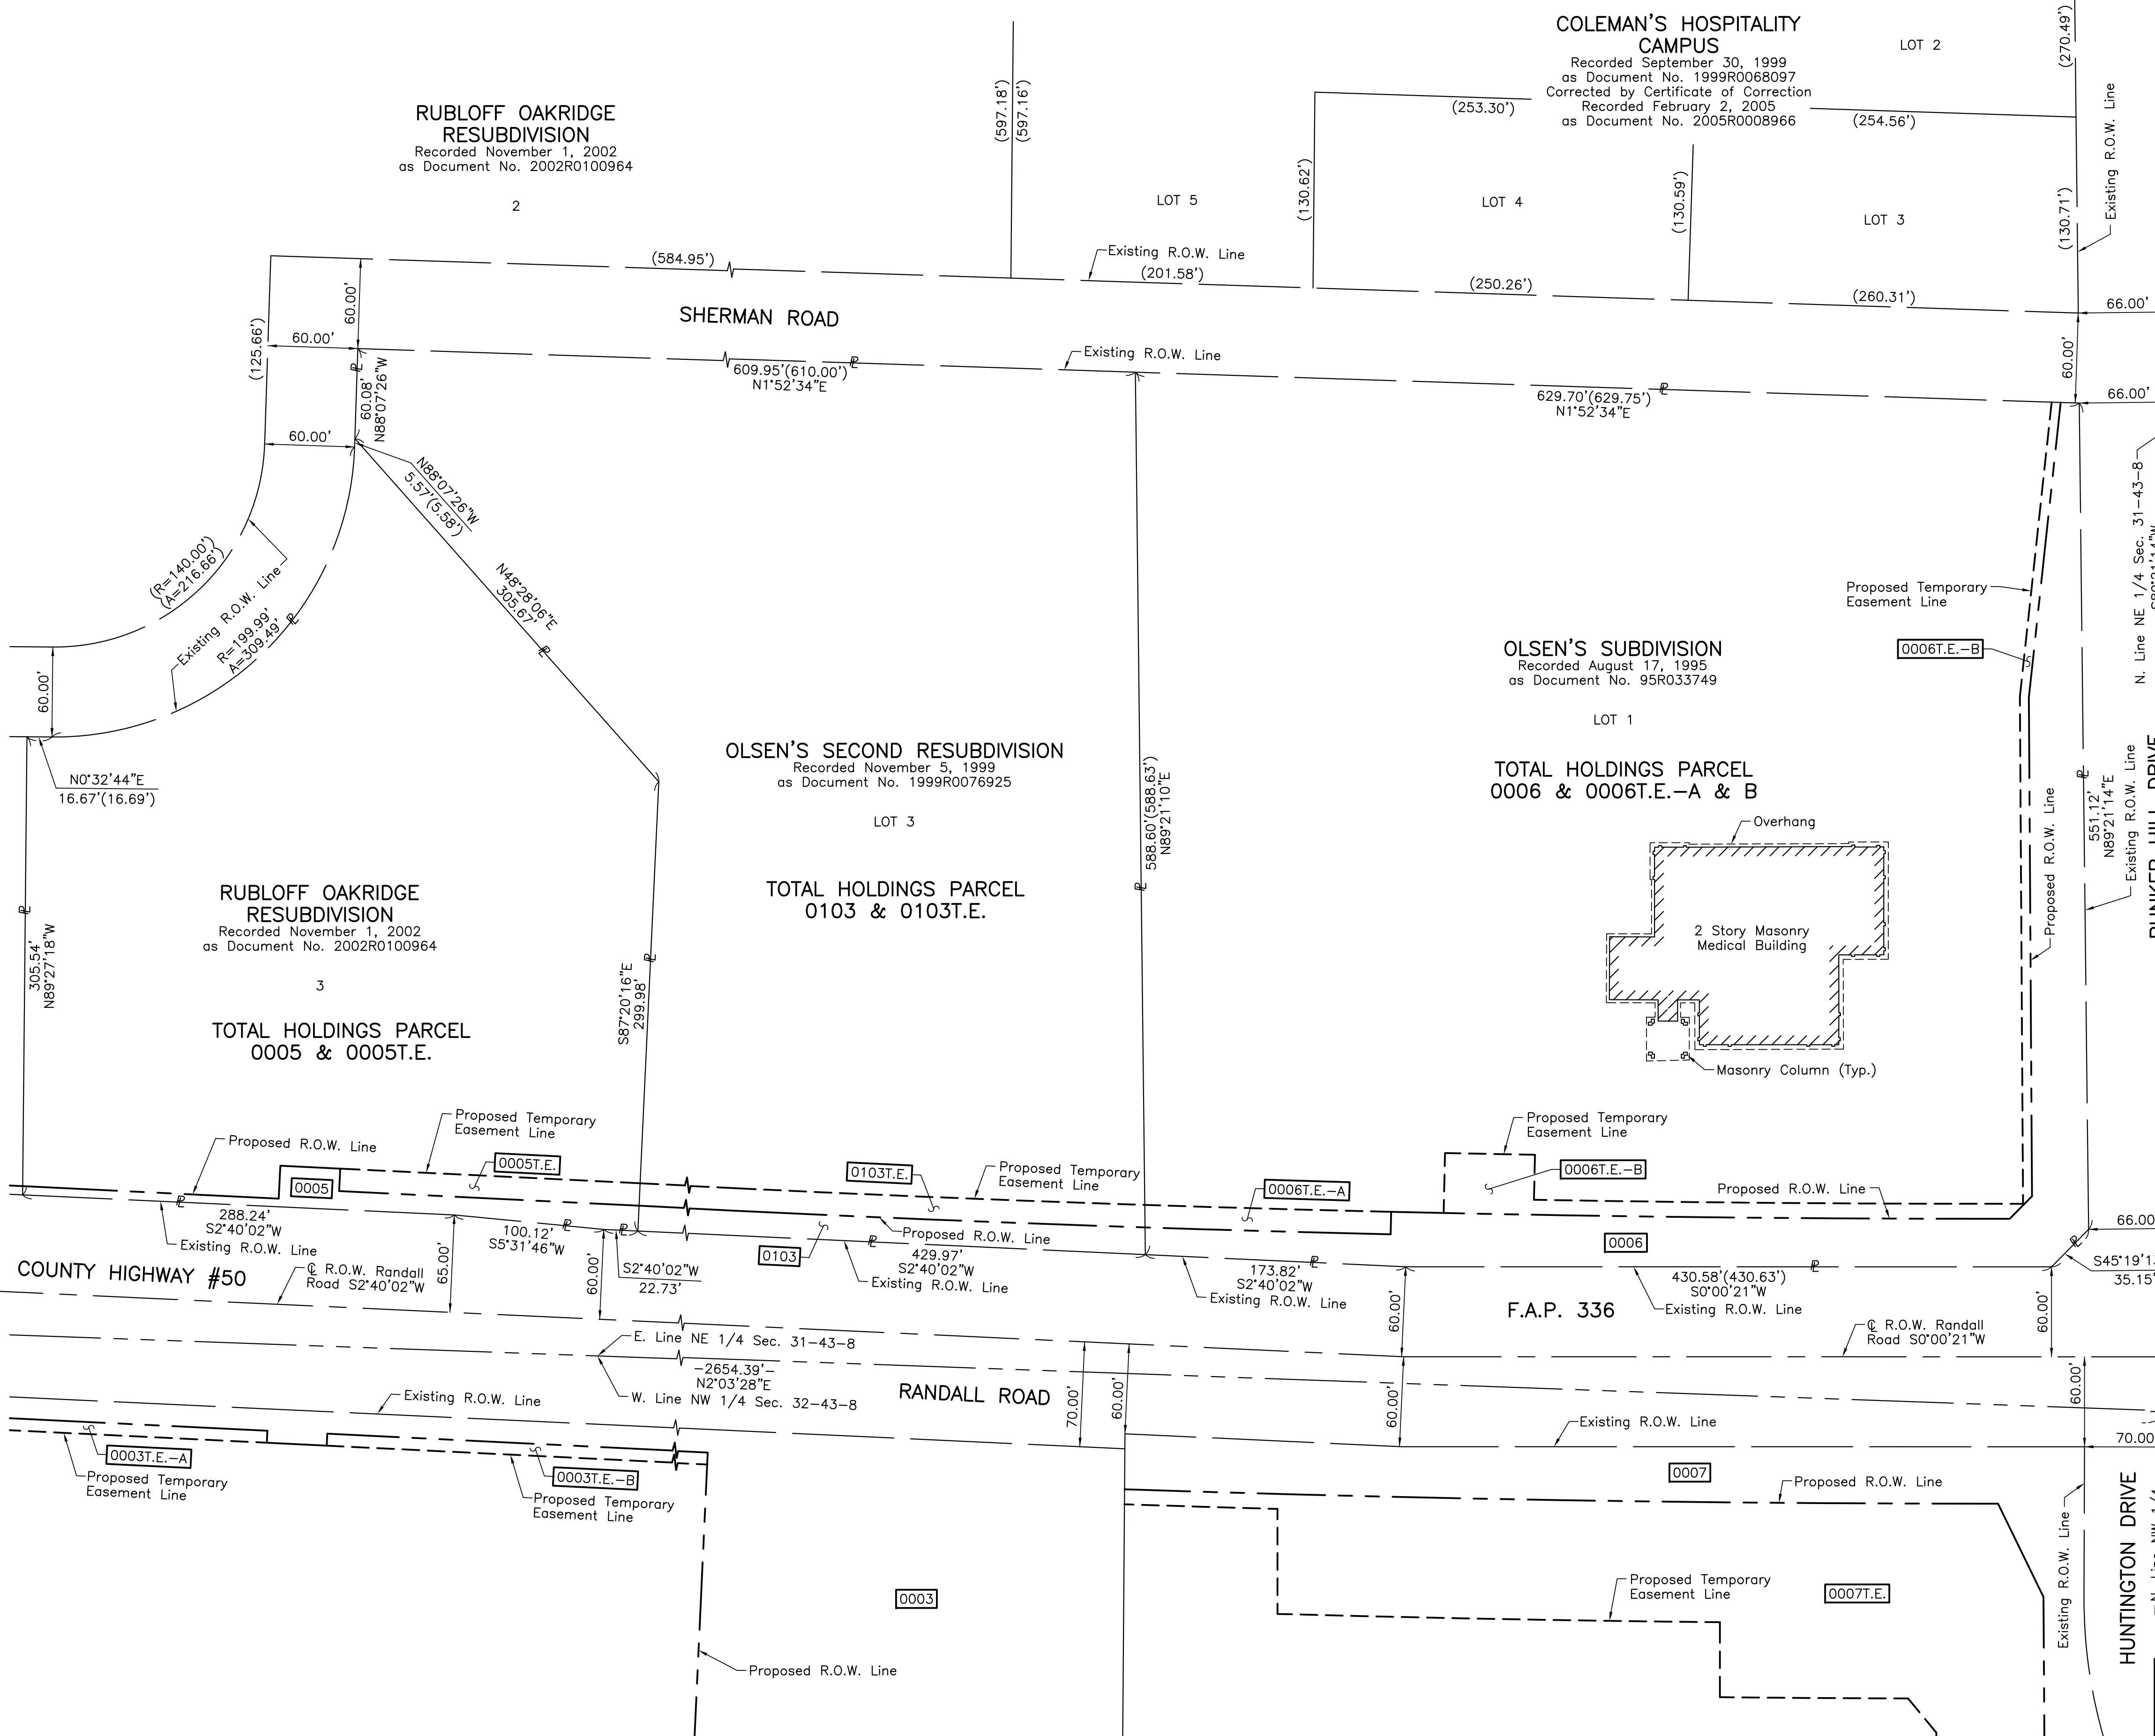 COLEMAN'S HOSPITALITY
CAMPUS
Recorded September 30, 1999
as Document No. 1999R0068097
Corrected by Certificate of Correction
Recorded February 2, 2005
as Document No. 2005R0008966
LOT 2
(270.49')
Existing R.O.W. Line
(253.30')
(254.56')
(597.18')
(597.16')
RUBLOFF OAKRIDGE
RESUBDIVISION
Recorded November 1, 2002
as Document No. 2002R0100964
2
LOT 5
(130.62')
LOT 4
(130.59')
LOT 3
(130.71')
(584.95')
Existing R.O.W. Line
(201.58')
(250.26')
(260.31')
66.00'
60.00'
SHERMAN ROAD
(125.66')
60.00'
60.00'
Existing R.O.W. Line
609.95'(610.00')
N1°52'34"E
629.70'(629.75')
N1°52'34"E
66.00'
60.08'
N88°07'26"W
60.00'
N88°07'26"W
5.57'(5.58')
N. Line NE 1/4 Sec. 31-43-8
(R=140.00')
(A=216.66')
Existing R.O.W. Line
R=199.99'
A=309.49'
N48°28'06"E
305.67'
Proposed Temporary
Easement Line
0006T.E.-B
OLSEN'S SUBDIVISION
Recorded August 17, 1995
as Document No. 95R033749
LOT 1
TOTAL HOLDINGS PARCEL
0006 & 0006T.E.-A & B
60.00'
N0°32'44"E
16.67'(16.69')
OLSEN'S SECOND RESUBDIVISION
Recorded November 5, 1999
as Document No. 1999R0076925
LOT 3
TOTAL HOLDINGS PARCEL
0103 & 0103T.E.
588.60'(588.63')
N89°21'10"E
Overhang
2 Story Masonry
Medical Building
Masonry Column (Typ.)
Proposed R.O.W. Line
551.12'
N89°21'14"E
Existing R.O.W. Line
BUNKER HILL DRIVE
305.54'
N89°27'18"W
RUBLOFF OAKRIDGE
RESUBDIVISION
Recorded November 1, 2002
as Document No. 2002R0100964
3
TOTAL HOLDINGS PARCEL
0005 & 0005T.E.
S87°20'16"E
299.98'
Proposed R.O.W. Line
Proposed Temporary
Easement Line
0005T.E.
0005
0103T.E.
Proposed Temporary
Easement Line
0006T.E.-A
Proposed Temporary
Easement Line
0006T.E.-B
Proposed R.O.W. Line
288.24'
S2°40'02"W
Existing R.O.W. Line
100.12'
S5°31'46"W
0103
Proposed R.O.W. Line
429.97'
S2°40'02"W
Existing R.O.W. Line
0006
66.00'
COUNTY HIGHWAY #50
℄ R.O.W. Randall
Road S2°40'02"W
65.00'
60.00'
S2°40'02"W
22.73'
173.82'
S2°40'02"W
Existing R.O.W. Line
60.00'
430.58'(430.63')
S0°00'21"W
Existing R.O.W. Line
F.A.P. 336
S45°19'1
35.15'
℄ R.O.W. Randall
Road S0°00'21"W
60.00'
E. Line NE 1/4 Sec. 31-43-8
-2654.39'-
N2°03'28"E
W. Line NW 1/4 Sec. 32-43-8
RANDALL ROAD
70.00'
60.00'
60.00'
60.00'
Existing R.O.W. Line
Existing R.O.W. Line
70.00'
0003T.E.-A
Proposed Temporary
Easement Line
0003T.E.-B
Proposed Temporary
Easement Line
0007
Proposed R.O.W. Line
Existing R.O.W. Line
HUNTINGTON DRIVE
0003
Proposed Temporary
Easement Line
0007T.E.
Proposed R.O.W. Line